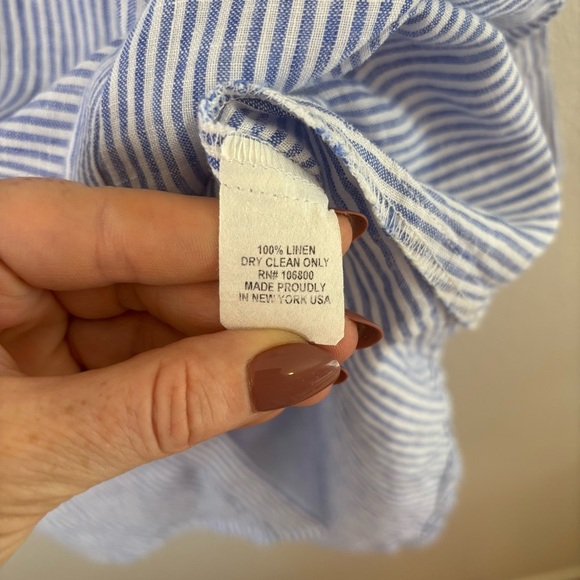 100% LINEN
DRY CLEAN ONLY
RN# 106800
MADE PROUDLY
IN NEW YORK USA